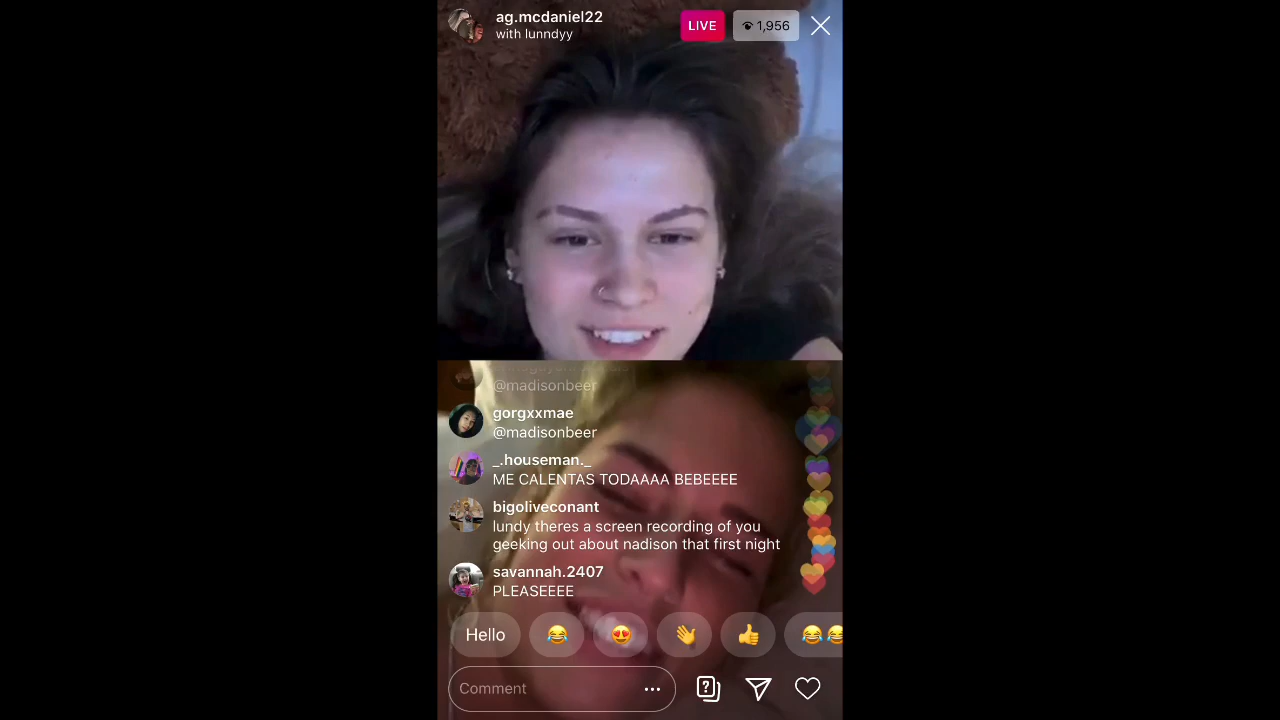 ag.mcdaniel22
with lunndyy
LIVE
1,956
@madisonbeer
gorgxxmae
@madisonbeer
_.houseman._
ME CALENTAS TODAAAA BEBEEEE
bigoliveconant
lundy theres a screen recording of you
geeking out about nadison that first night
savannah.2407
PLEASEEEE
Hello
Comment